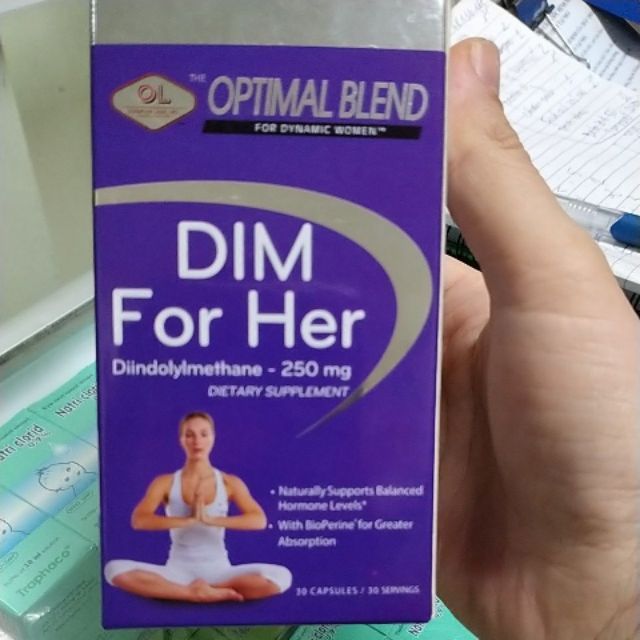 OL
THE OPTIMAL BLEND
FOR DYNAMIC WOMEN™
DIM
For Her
Diindolylmethane - 250 mg
DIETARY SUPPLEMENT
• Naturally Supports Balanced
Hormone Levels*
• With BioPerine® for Greater
Absorption
30 CAPSULES / 30 SERVINGS
Traphaco